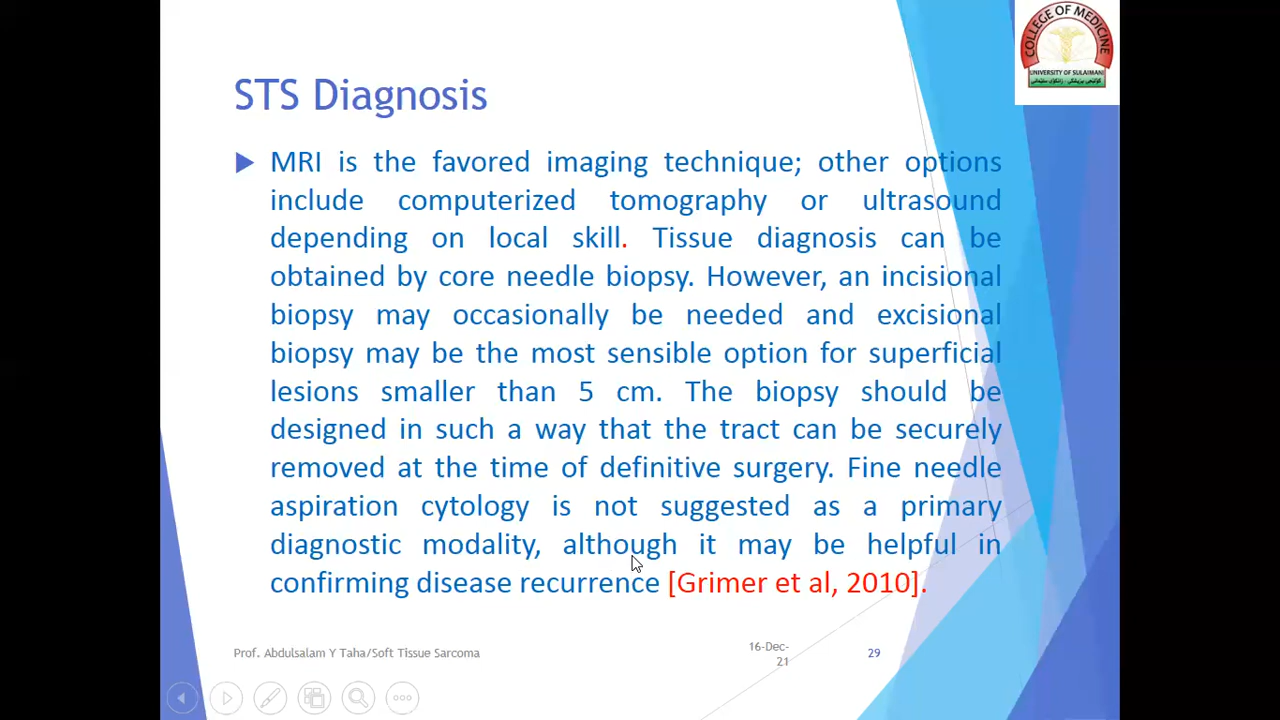 COLLEGE OF MEDICINE
UNIVERSITY OF SULAIMANI
STS Diagnosis
MRI is the favored imaging technique; other options
include computerized tomography or ultrasound
depending on local skill. Tissue diagnosis can be
obtained by core needle biopsy. However, an incisional
biopsy may occasionally be needed and excisional
biopsy may be the most sensible option for superficial
lesions smaller than 5 cm. The biopsy should be
designed in such a way that the tract can be securely
removed at the time of definitive surgery. Fine needle
aspiration cytology is not suggested as a primary
diagnostic modality, although it may be helpful in
confirming disease recurrence [Grimer et al, 2010].
Prof. Abdulsalam Y Taha/Soft Tissue Sarcoma
16-Dec-
21
29